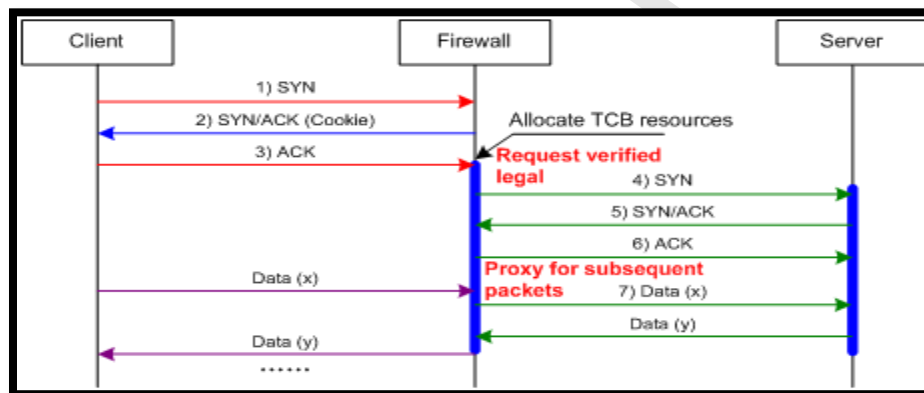 Client
Firewall
Server
1) SYN
2) SYN/ACK (Cookie)
Allocate TCB resources
3) ACK
Request verified
legal
4) SYN
5) SYN/ACK
6) ACK
Proxy for subsequent
packets
Data (x)
7) Data (x)
Data (y)
Data (y)
......